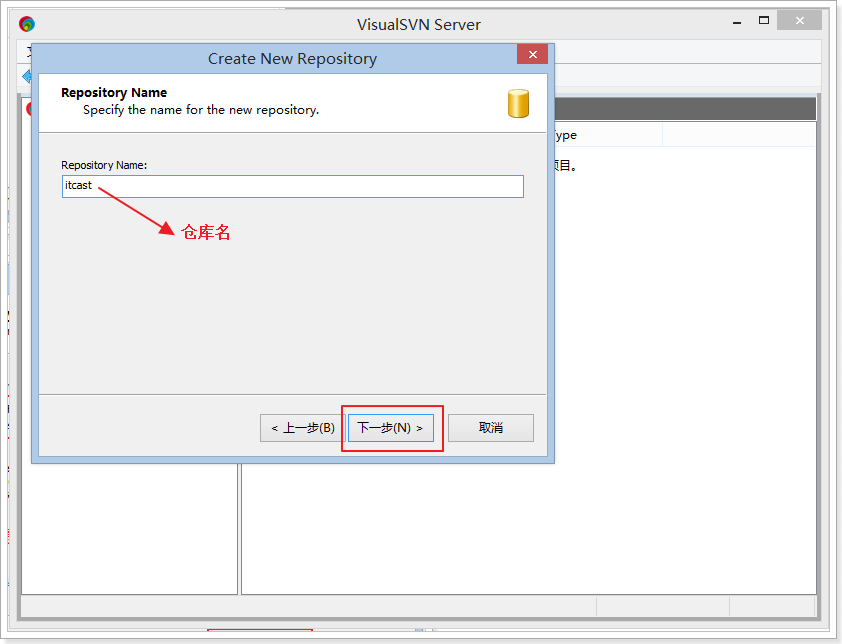 VisualSVN Server
Create New Repository
Repository Name
Specify the name for the new repository.
Type
Repository Name:
项目。
itcast
仓库名
< 上一步(B)
下一步(N) >
取消